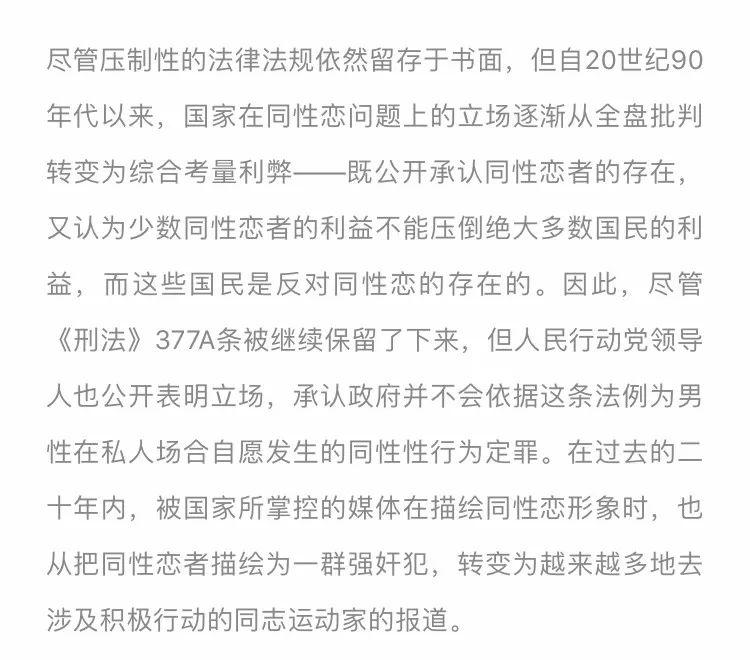 尽管压制性的法律法规依然留存于书面，但自20世纪90
年代以来，国家在同性恋问题上的立场逐渐从全盘批判
转变为综合考量利弊——既公开承认同性恋者的存在，
又认为少数同性恋者的利益不能压倒绝大多数国民的利
益，而这些国民是反对同性恋的存在的。因此，尽管
《刑法》377A条被继续保留了下来，但人民行动党领导
人也公开表明立场，承认政府并不会依据这条法例为男
性在私人场合自愿发生的同性性行为定罪。在过去的二
十年内，被国家所掌控的媒体在描绘同性恋形象时，也
从把同性恋者描绘为一群强奸犯，转变为越来越多地去
涉及积极行动的同志运动家的报道。